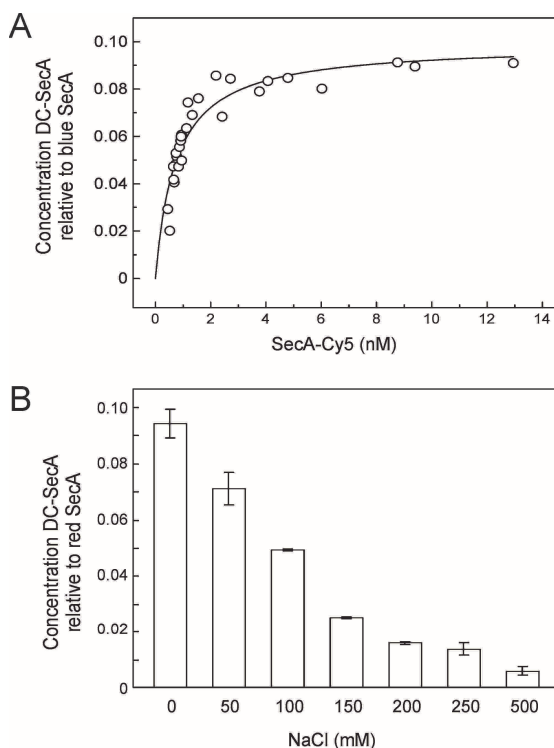 A
Concentration DC-SecA
relative to blue SecA
0.10
0.08
0.06
0.04
0.02
0
0 2 4 6 8 10 12 14
SecA-Cy5 (nM)
B
Concentration DC-SecA
relative to red SecA
0.10
0.08
0.06
0.04
0.02
0
0 50 100 150 200 250 500
NaCl (mM)